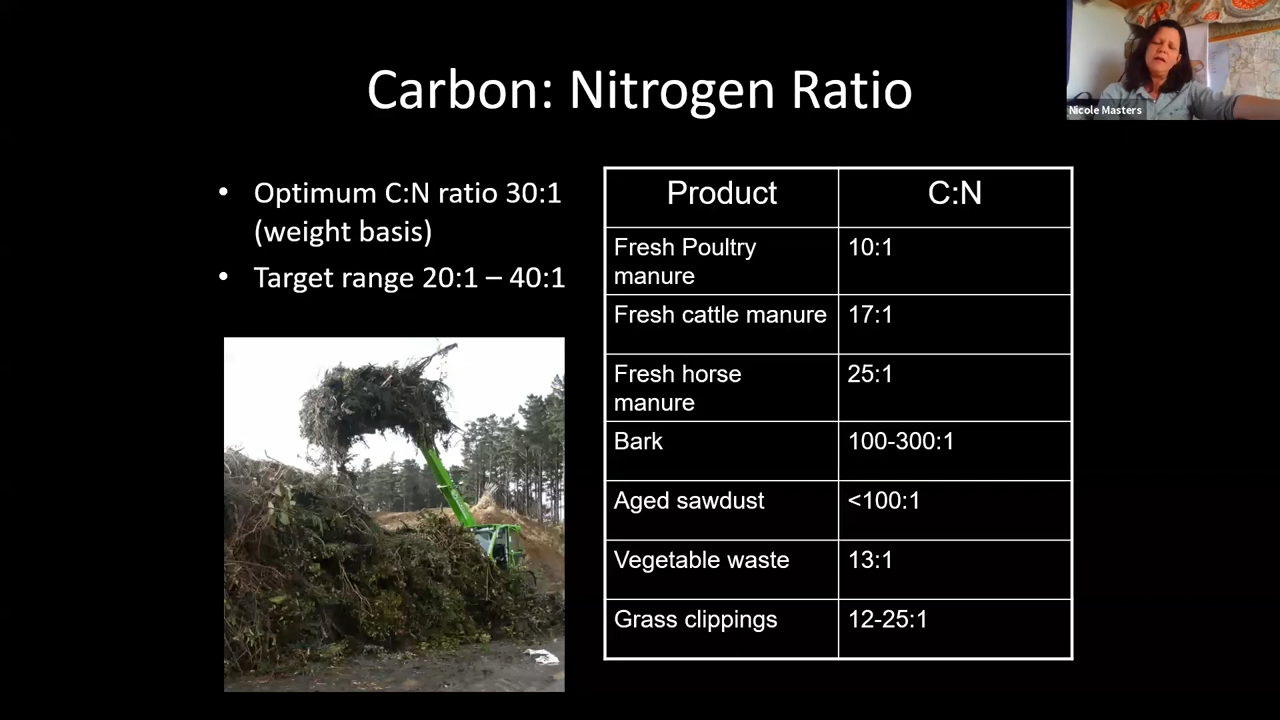 Carbon: Nitrogen Ratio
Nicole Masters
• Optimum C:N ratio 30:1
(weight basis)
• Target range 20:1 – 40:1
Product C:N
Fresh Poultry 10:1
manure
Fresh cattle manure 17:1
Fresh horse 25:1
manure
Bark 100-300:1
Aged sawdust <100:1
Vegetable waste 13:1
Grass clippings 12-25:1